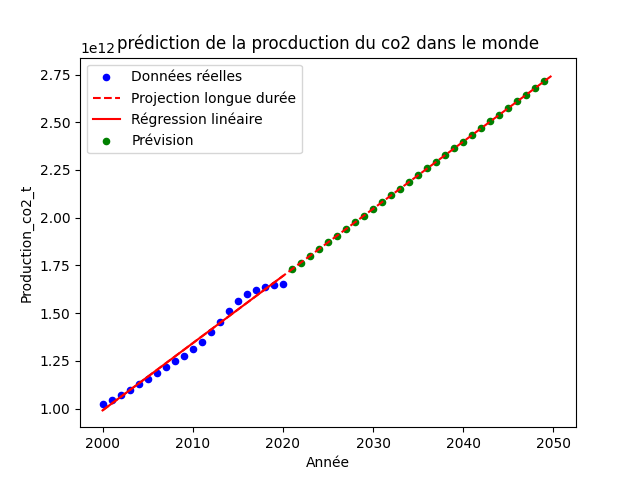 prédiction de la procduction du co2 dans le monde
1e12
Données réelles
Projection longue durée
Régression linéaire
Prévision
2.75
2.50
2.25
2.00
1.75
1.50
1.25
1.00
Production_co2_t
2000 2010 2020 2030 2040 2050
Année